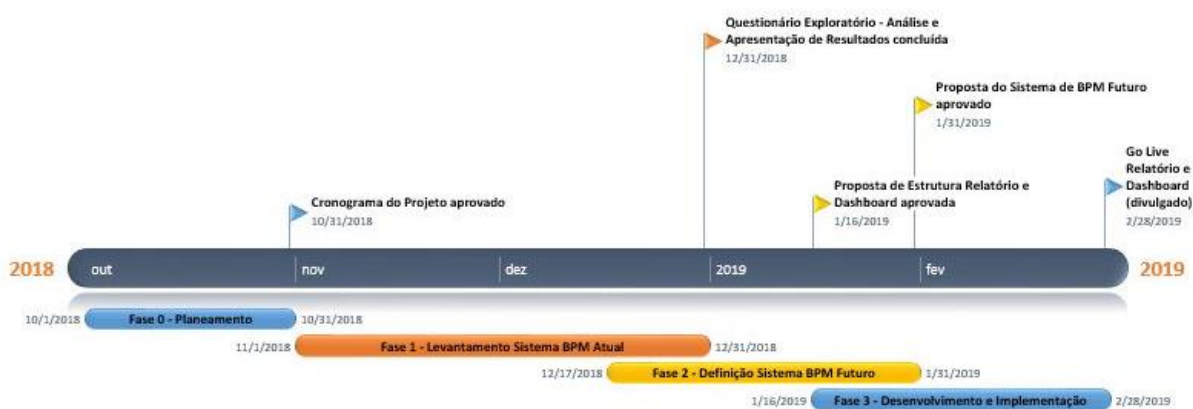 Questionário Exploratório - Análise e
Apresentação de Resultados concluída
12/31/2018
Proposta do Sistema de BPM Futuro
aprovado
1/31/2019
Go Live
Relatório e
Dashboard
(divulgado)
2/28/2019
Proposta de Estrutura Relatório e
Dashboard aprovada
1/16/2019
Cronograma do Projeto aprovado
10/31/2018
2018 out nov dez 2019 fev 2019
10/1/2018 Fase 0 - Planeamento 10/31/2018
11/1/2018 Fase 1 - Levantamento Sistema BPM Atual 12/31/2018
12/17/2018 Fase 2 - Definição Sistema BPM Futuro 1/31/2019
1/16/2019 Fase 3 - Desenvolvimento e Implementação 2/28/2019